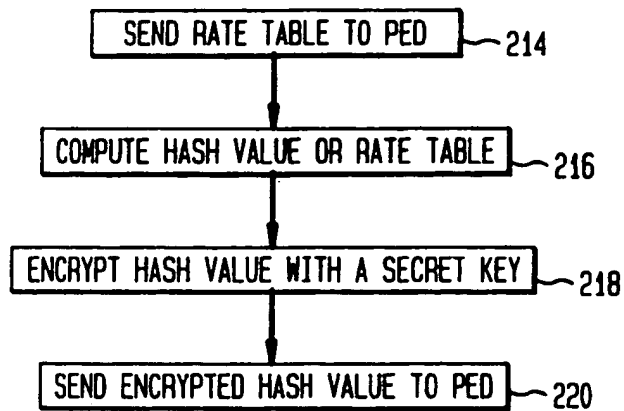 SEND RATE TABLE TO PED
214
COMPUTE HASH VALUE OR RATE TABLE
216
ENCRYPT HASH VALUE WITH A SECRET KEY
218
SEND ENCRYPTED HASH VALUE TO PED
220